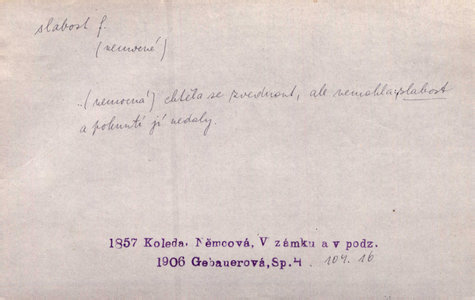 slabost f.
(nemocné)
..(nemocná) chtěla se zvednout, ale nemohla: slabost
a pohnutí jí nedaly.
1857 Koleda. Němcová, V zámku a v podz.
1906 Gebauerová, Sp. 4. 104. 16